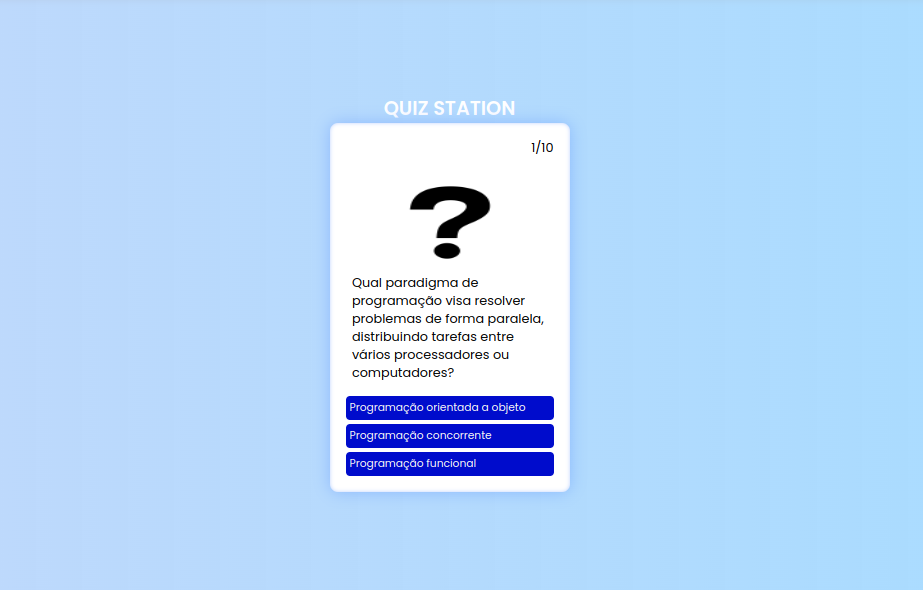 QUIZ STATION
1/10
?
Qual paradigma de
programação visa resolver
problemas de forma paralela,
distribuindo tarefas entre
vários processadores ou
computadores?
Programação orientada a objeto
Programação concorrente
Programação funcional